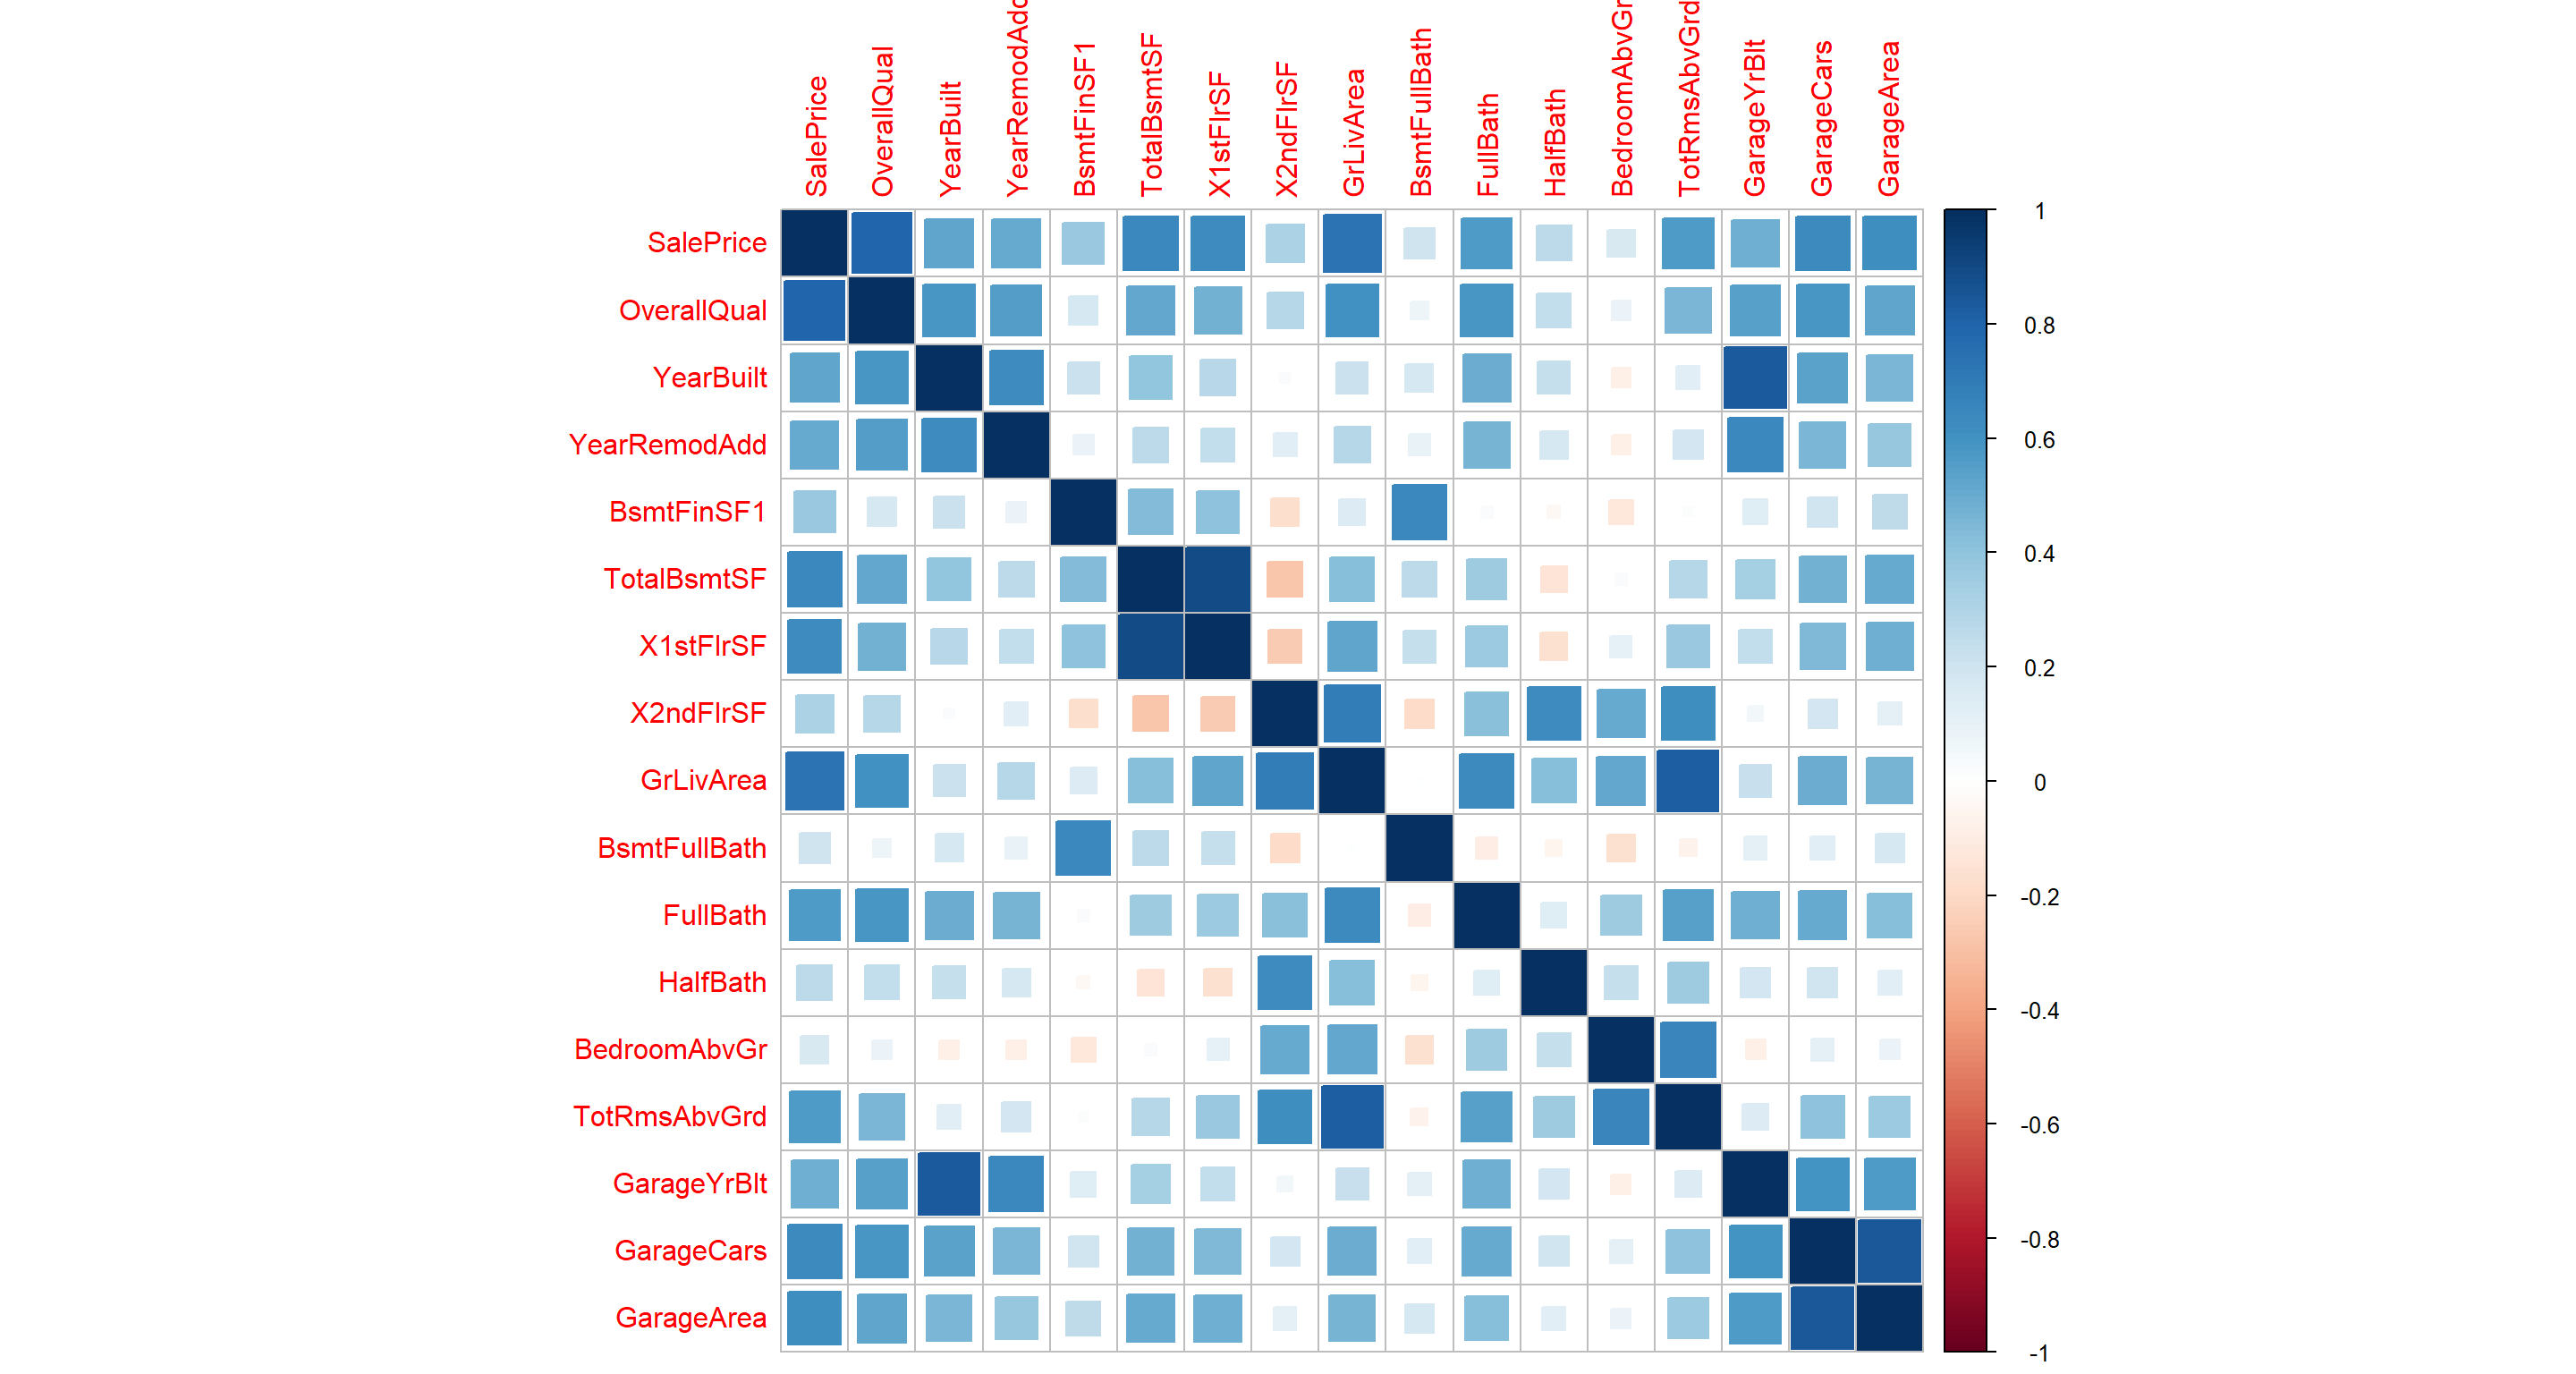 SalePrice
OverallQual
YearBuilt
YearRemodAdd
BsmtFinSF1
TotalBsmtSF
X1stFlrSF
X2ndFlrSF
GrLivArea
BsmtFullBath
FullBath
HalfBath
BedroomAbvGr
TotRmsAbvGrd
GarageYrBlt
GarageCars
GarageArea
SalePrice
OverallQual
YearBuilt
YearRemodAdd
BsmtFinSF1
TotalBsmtSF
X1stFlrSF
X2ndFlrSF
GrLivArea
BsmtFullBath
FullBath
HalfBath
BedroomAbvGr
TotRmsAbvGrd
GarageYrBlt
GarageCars
GarageArea
1
0.8
0.6
0.4
0.2
0
-0.2
-0.4
-0.6
-0.8
-1